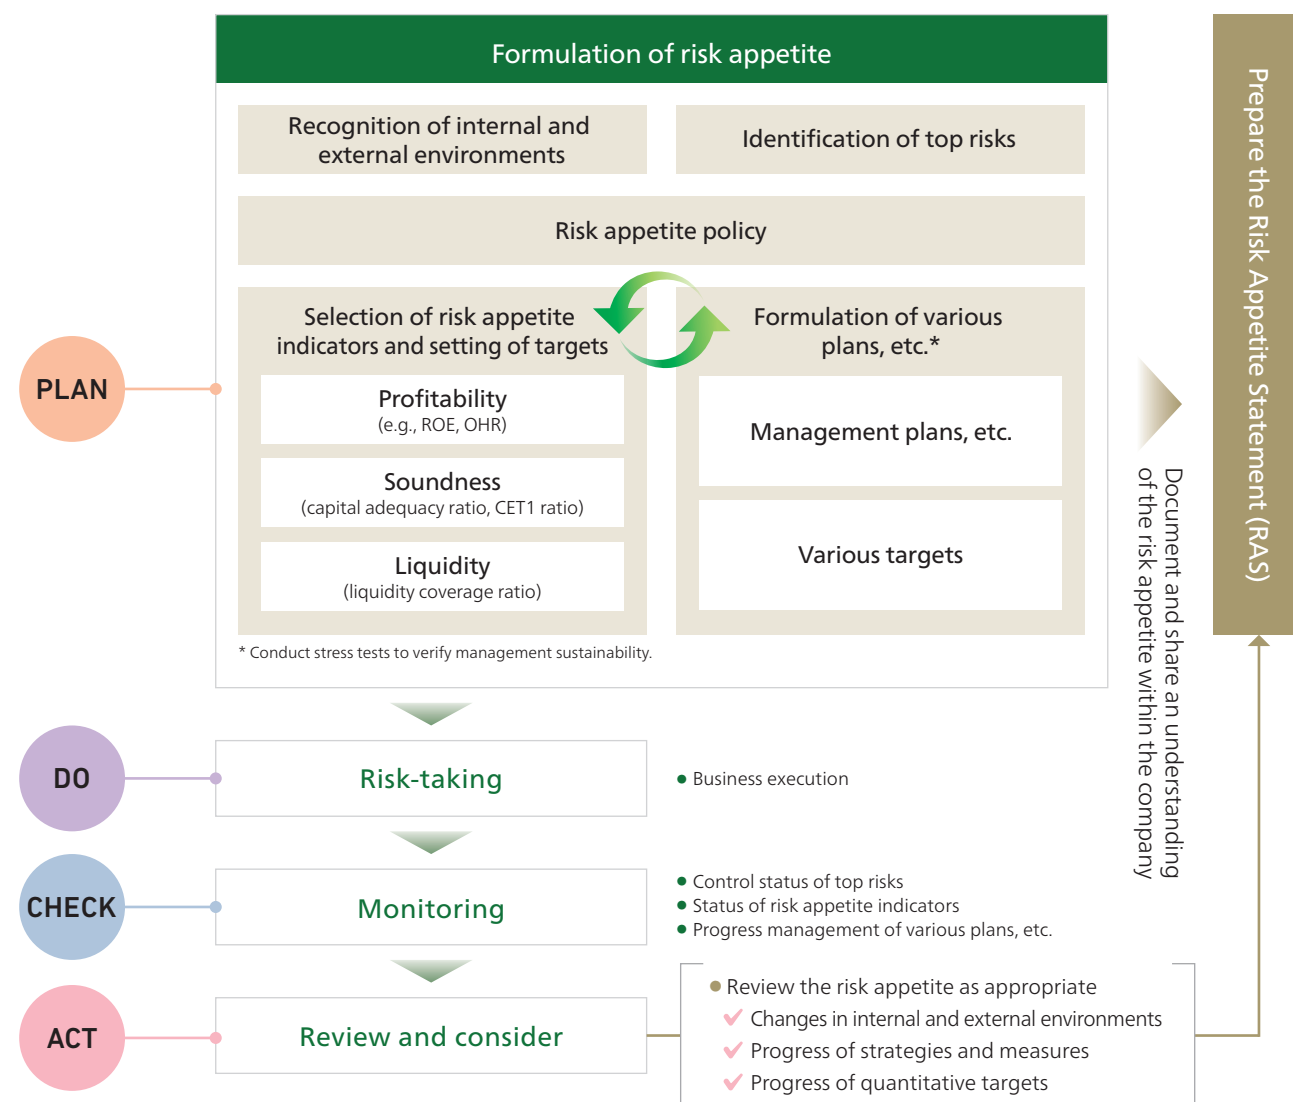 Formulation of risk appetite
Recognition of internal and
external environments
Identification of top risks
Risk appetite policy
Selection of risk appetite
indicators and setting of targets
Profitability
(e.g., ROE, OHR)
Soundness
(capital adequacy ratio, CET1 ratio)
Liquidity
(liquidity coverage ratio)
Formulation of various
plans, etc.*
Management plans, etc.
Various targets
* Conduct stress tests to verify management sustainability.
PLAN
Document and share an understanding
of the risk appetite within the company
Prepare the Risk Appetite Statement (RAS)
DO
Risk-taking
● Business execution
CHECK
Monitoring
● Control status of top risks
● Status of risk appetite indicators
● Progress management of various plans, etc.
ACT
Review and consider
● Review the risk appetite as appropriate
✓ Changes in internal and external environments
✓ Progress of strategies and measures
✓ Progress of quantitative targets